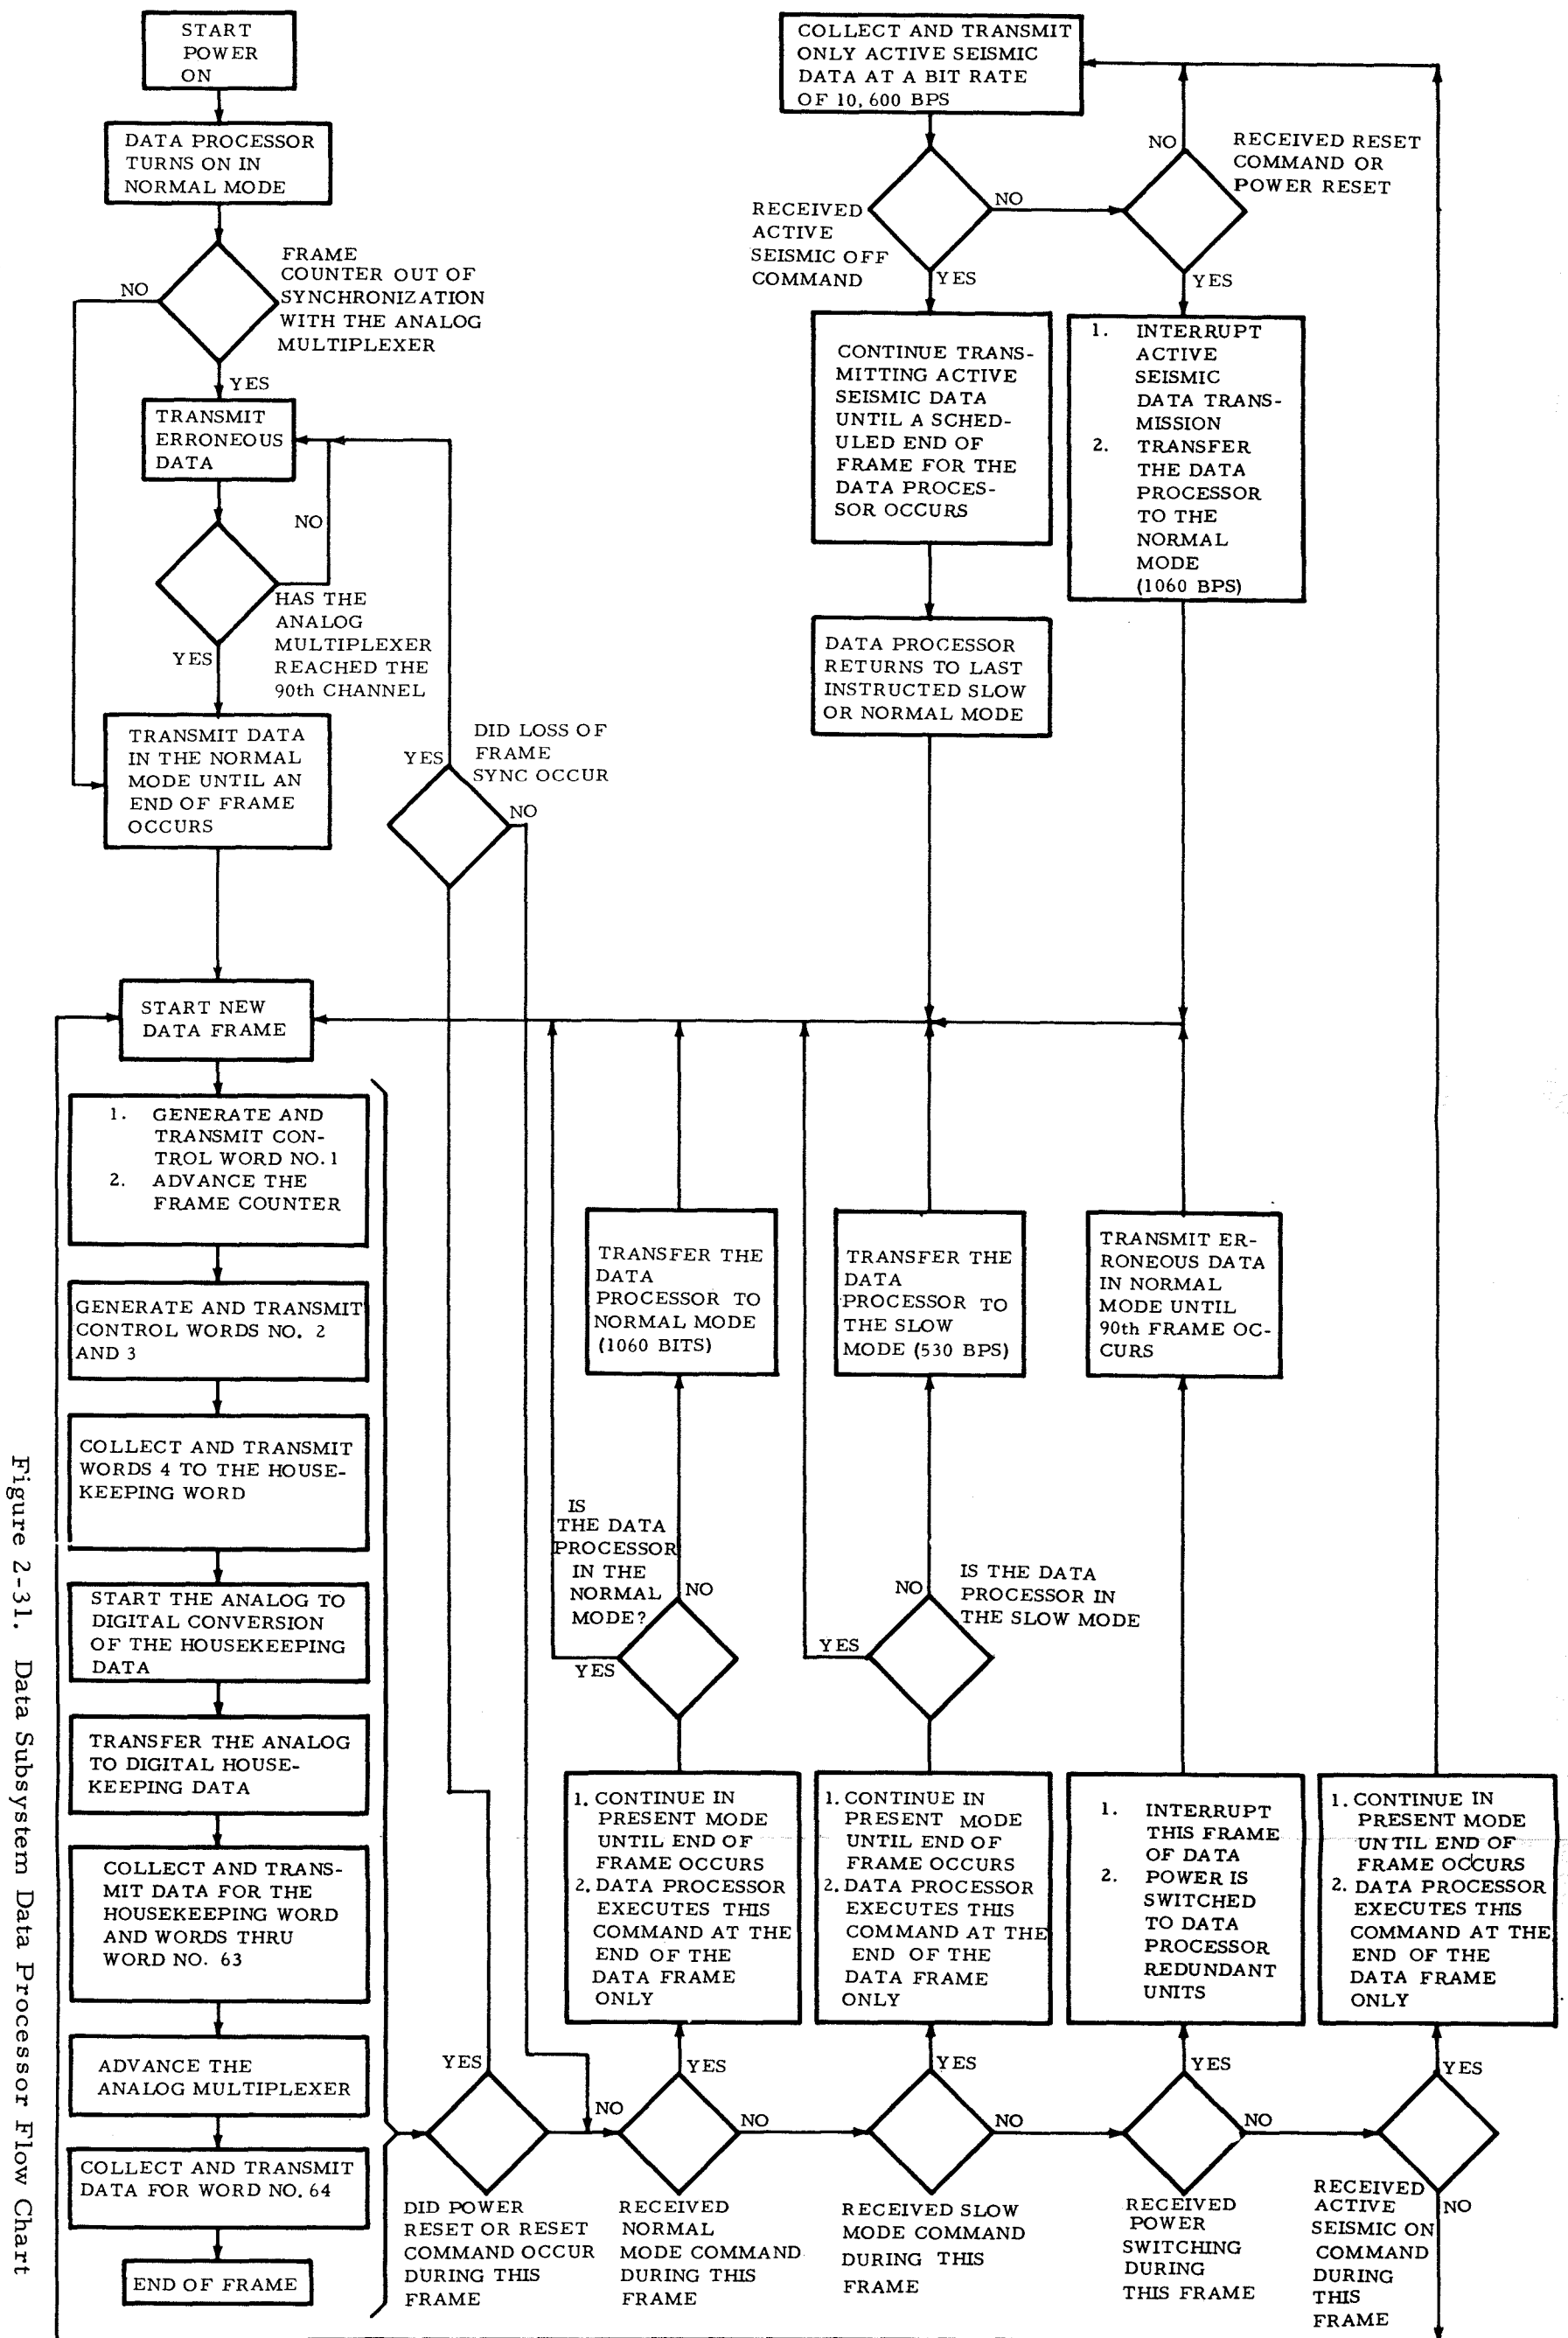 START
POWER
ON
DATA PROCESSOR
TURNS ON IN
NORMAL MODE
FRAME
COUNTER OUT OF
SYNCHRONIZATION
WITH THE ANALOG
MULTIPLEXER
NO
YES
TRANSMIT
ERRONEOUS
DATA
NO
HAS THE
ANALOG
MULTIPLEXER
REACHED THE
90th CHANNEL
YES
TRANSMIT DATA
IN THE NORMAL
MODE UNTIL AN
END OF FRAME
OCCURS
DID LOSS OF
FRAME
SYNC OCCUR
YES
NO
COLLECT AND TRANSMIT
ONLY ACTIVE SEISMIC
DATA AT A BIT RATE
OF 10,600 BPS
RECEIVED
ACTIVE
SEISMIC OFF
COMMAND
NO
YES
NO
RECEIVED RESET
COMMAND OR
POWER RESET
YES
CONTINUE TRANS-
MITTING ACTIVE
SEISMIC DATA
UNTIL A SCHED-
ULED END OF
FRAME FOR THE
DATA PROCES-
SOR OCCURS
1. INTERRUPT
ACTIVE
SEISMIC
DATA TRANS-
MISSION
2. TRANSFER
THE DATA
PROCESSOR
TO THE
NORMAL
MODE
(1060 BPS)
DATA PROCESSOR
RETURNS TO LAST
INSTRUCTED SLOW
OR NORMAL MODE
START NEW
DATA FRAME
1. GENERATE AND
TRANSMIT CON-
TROL WORD NO. 1
2. ADVANCE THE
FRAME COUNTER
GENERATE AND TRANSMIT
CONTROL WORDS NO. 2
AND 3
COLLECT AND TRANSMIT
WORDS 4 TO THE HOUSE-
KEEPING WORD
START THE ANALOG TO
DIGITAL CONVERSION
OF THE HOUSEKEEPING
DATA
TRANSFER THE ANALOG
TO DIGITAL HOUSE-
KEEPING DATA
COLLECT AND TRANS-
MIT DATA FOR THE
HOUSEKEEPING WORD
AND WORDS THRU
WORD NO. 63
ADVANCE THE
ANALOG MULTIPLEXER
COLLECT AND TRANSMIT
DATA FOR WORD NO. 64
END OF FRAME
TRANSFER THE
DATA
PROCESSOR TO
NORMAL MODE
(1060 BITS)
TRANSFER THE
DATA
PROCESSOR TO
THE SLOW
MODE (530 BPS)
TRANSMIT ER-
RONEOUS DATA
IN NORMAL
MODE UNTIL
90th FRAME OC-
CURS
IS
THE DATA
PROCESSOR
IN THE
NORMAL
MODE?
NO
YES
IS THE DATA
PROCESSOR IN
THE SLOW MODE
NO
YES
1. CONTINUE IN
PRESENT MODE
UNTIL END OF
FRAME OCCURS
2. DATA PROCESSOR
EXECUTES THIS
COMMAND AT THE
END OF THE
DATA FRAME
ONLY
1. CONTINUE IN
PRESENT MODE
UNTIL END OF
FRAME OCCURS
2. DATA PROCESSOR
EXECUTES THIS
COMMAND AT THE
END OF THE
DATA FRAME
ONLY
1. INTERRUPT
THIS FRAME
OF DATA
2. POWER IS
SWITCHED
TO DATA
PROCESSOR
REDUNDANT
UNITS
1. CONTINUE IN
PRESENT MODE
UNTIL END OF
FRAME OCCURS
2. DATA PROCESSOR
EXECUTES THIS
COMMAND AT THE
END OF THE
DATA FRAME
ONLY
YES
NO
DID POWER
RESET OR RESET
COMMAND OCCUR
DURING THIS
FRAME
YES
NO
RECEIVED
NORMAL
MODE COMMAND
DURING THIS
FRAME
YES
NO
RECEIVED SLOW
MODE COMMAND
DURING THIS
FRAME
YES
NO
RECEIVED
POWER
SWITCHING
DURING
THIS FRAME
YES
NO
RECEIVED
ACTIVE
SEISMIC ON
COMMAND
DURING
THIS
FRAME
Figure 2-31. Data Subsystem Data Processor Flow Chart